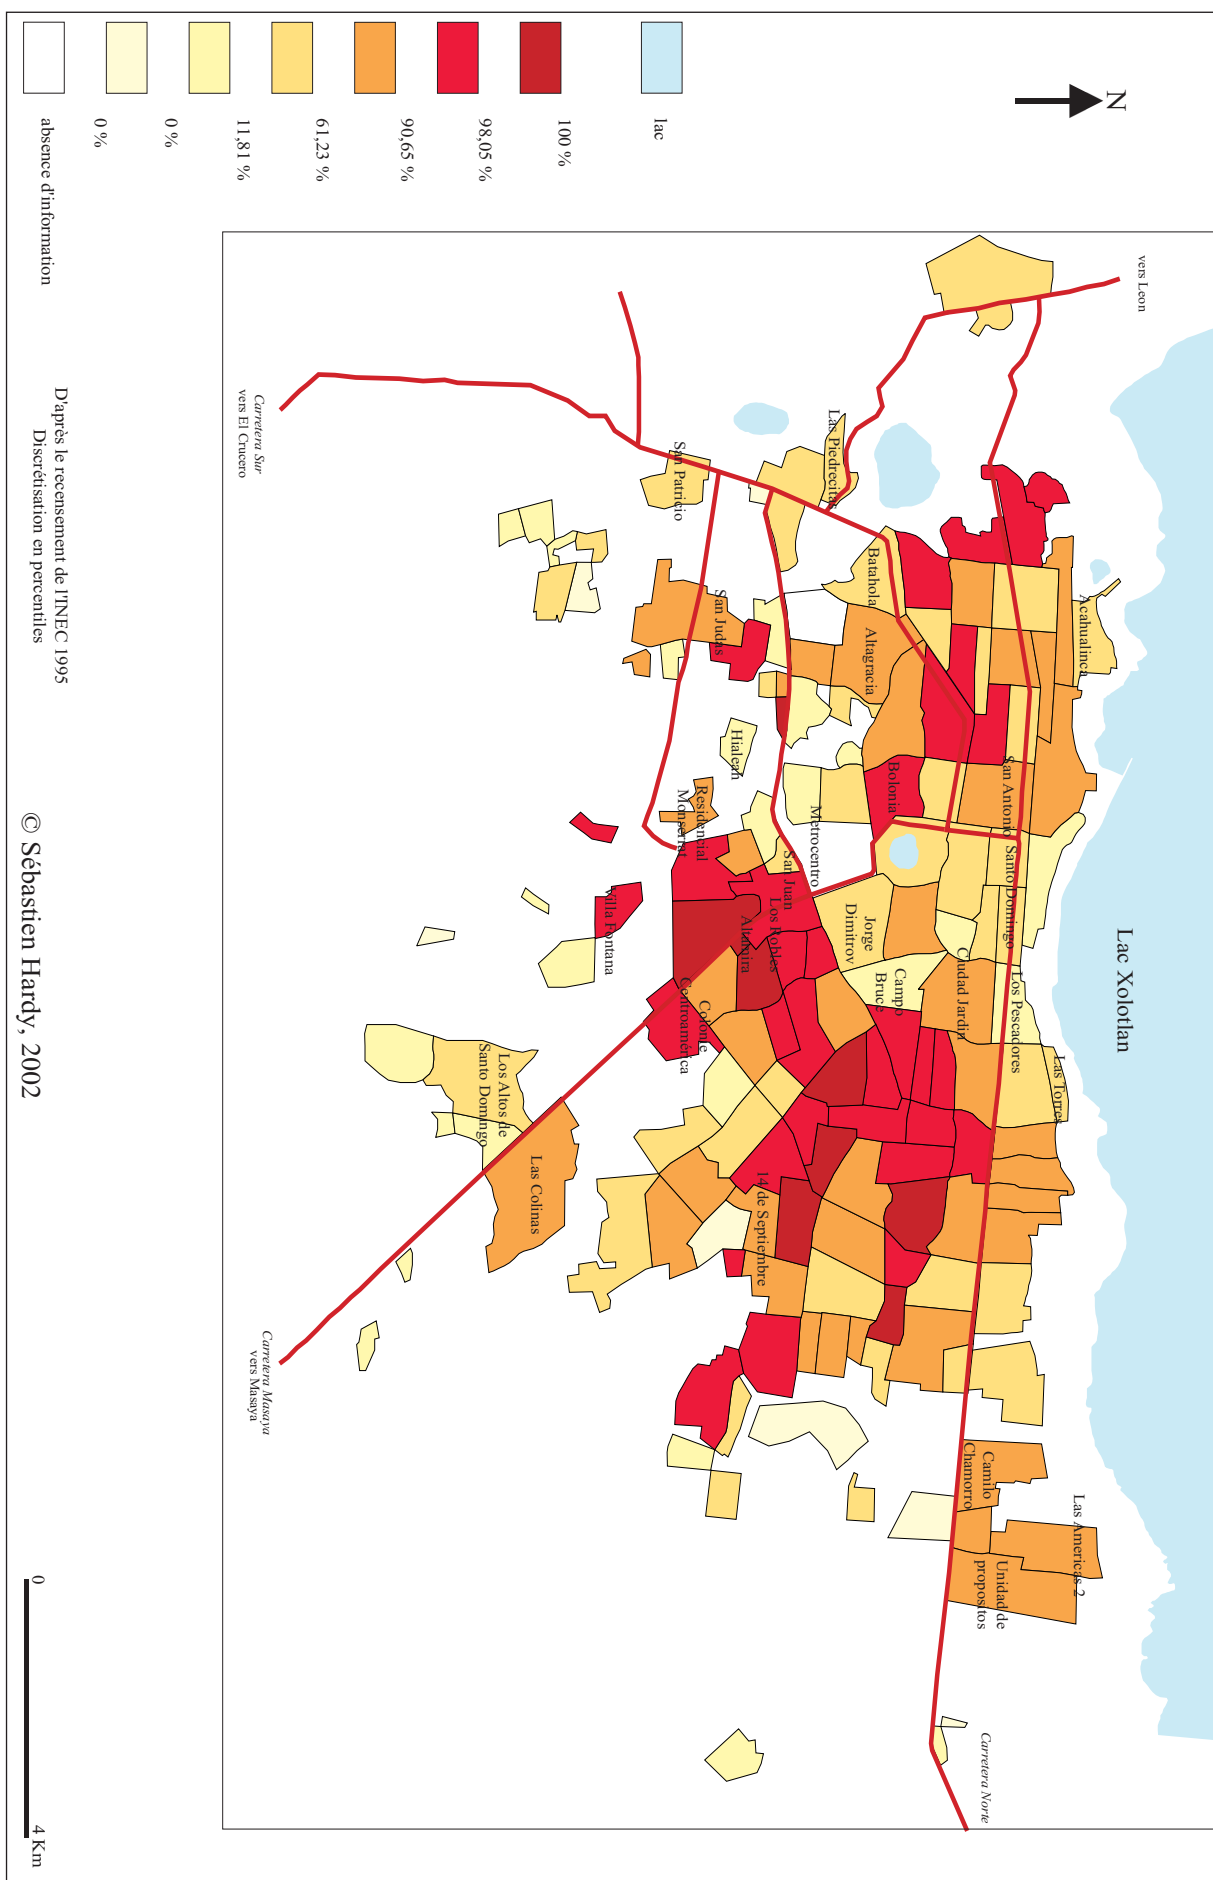 N
lac
100 %
98,05 %
90,65 %
61,23 %
11,81 %
0 %
0 %
absence d'information
D'après le recensement de l'INEC 1995
Discrétisation en percentiles
© Sébastien Hardy, 2002
0
4 Km
vers Leon
Lac Xolotlan
Acahualinca
Las Piedrecitas
Batahola
Altagracia
San Patricio
San Judas
Carretera Sur
vers El Crucero
Hialeah
Bolonia
San Antonio
Santo Domingo
Metrocentro
Residencial
Monserrat
San Juan
Los Robles
Altamira
Villa Fontana
Jorge
Dimitrov
Campo
Bruce
Ciudad Jardin
Los Pescadores
Las Torres
Colonie
Centroamérica
Los Altos de
Santo Domingo
Las Colinas
14 de Septiembre
Carretera Masaya
vers Masaya
Camilo
Chamorro
Las Americas 2
Unidad de
propositos
Carretera Norte